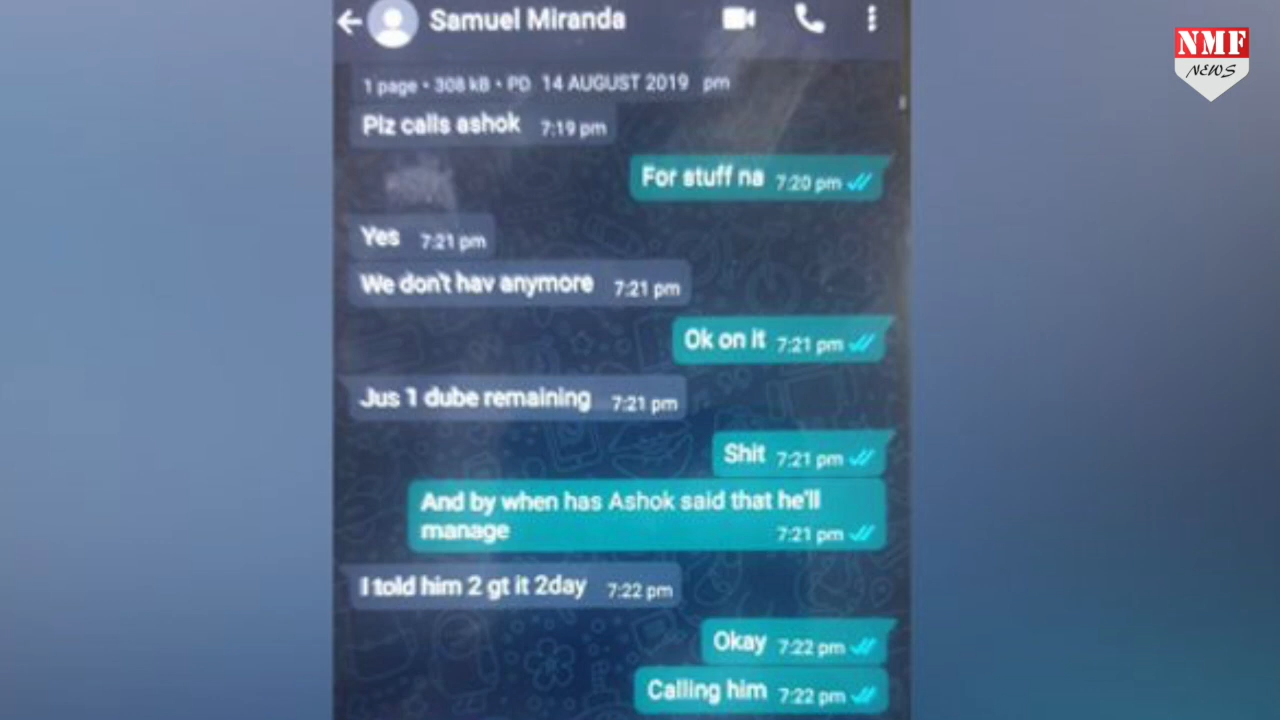 Samuel Miranda
NMF
NEWS
1 page • 308 kB • PD 14 AUGUST 2019 pm
Plz calls ashok 7:19 pm
For stuff na 7:20 pm
Yes 7:21 pm
We don't hav anymore 7:21 pm
Ok on it 7:21 pm
Jus 1 dube remaining 7:21 pm
Shit 7:21 pm
And by when has Ashok said that he'll
manage 7:21 pm
I told him 2 gt it 2day 7:22 pm
Okay 7:22 pm
Calling him 7:22 pm